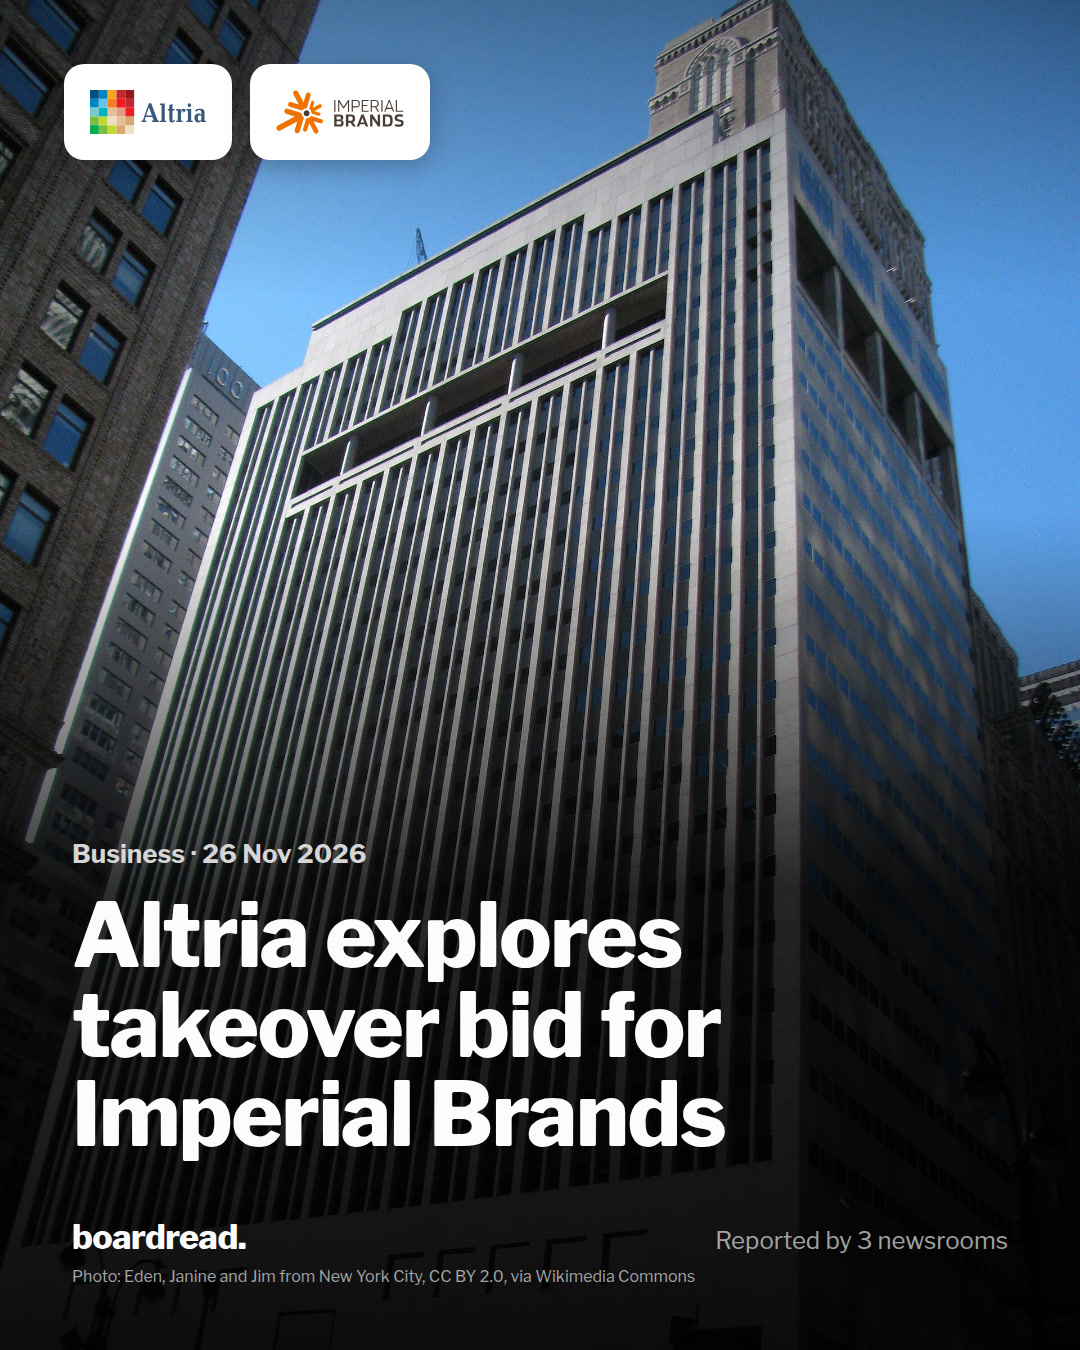 Altria
IMPERIAL
BRANDS
100
Business · 26 Nov 2026
Altria explores
takeover bid for
Imperial Brands
boardread.
Reported by 3 newsrooms
Photo: Eden, Janine and Jim from New York City, CC BY 2.0, via Wikimedia Commons